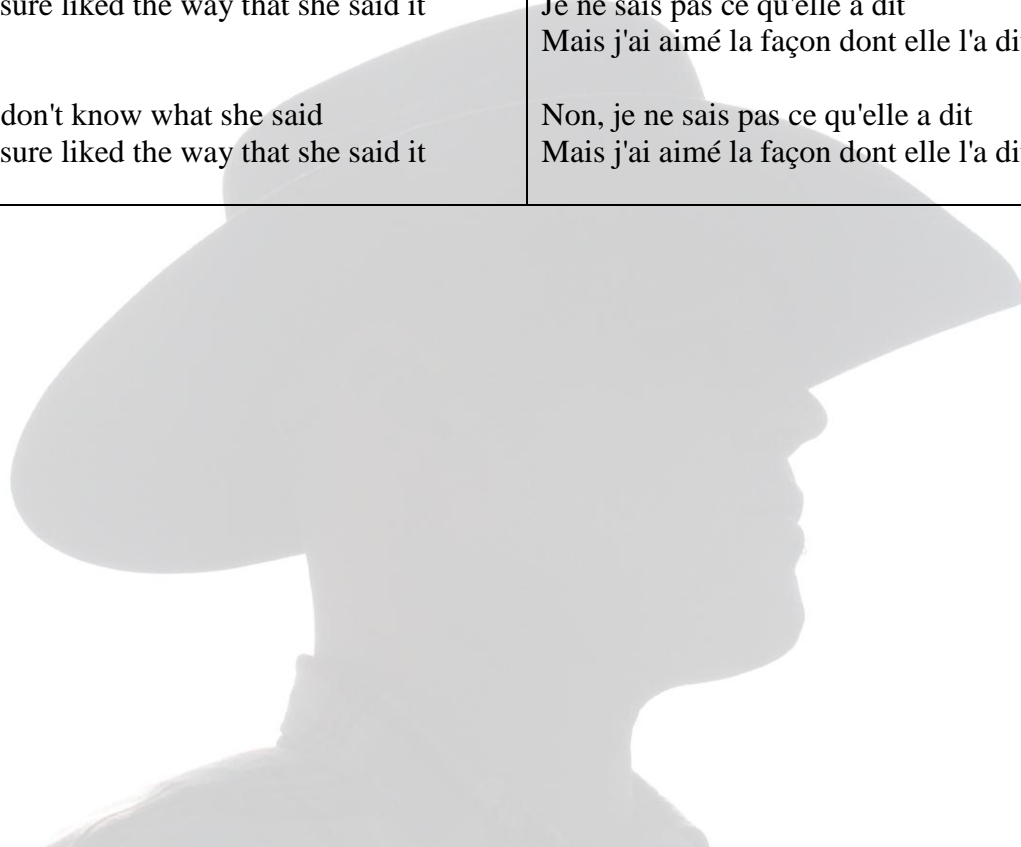 sure liked the way that she said it
don't know what she said
sure liked the way that she said it
Je ne sais pas ce qu'elle a dit
Mais j'ai aimé la façon dont elle l'a di
Non, je ne sais pas ce qu'elle a dit
Mais j'ai aimé la façon dont elle l'a di